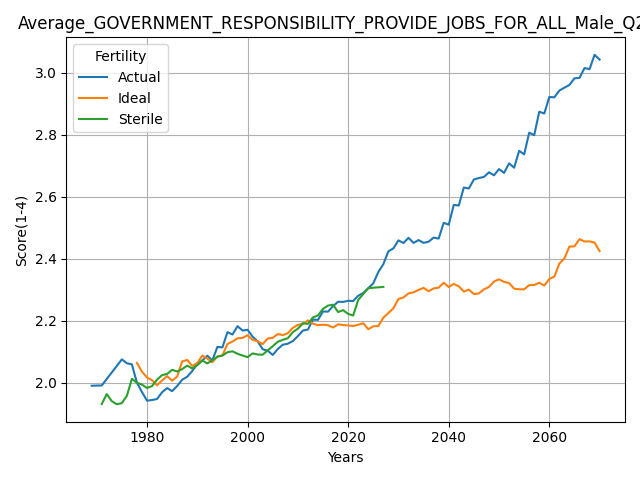 Average_GOVERNMENT_RESPONSIBILITY_PROVIDE_JOBS_FOR_ALL_Male_Q2
Fertility
Actual
Ideal
Sterile
3.0
2.8
2.6
2.4
2.2
2.0
Score(1-4)
1980 2000 2020 2040 2060
Years